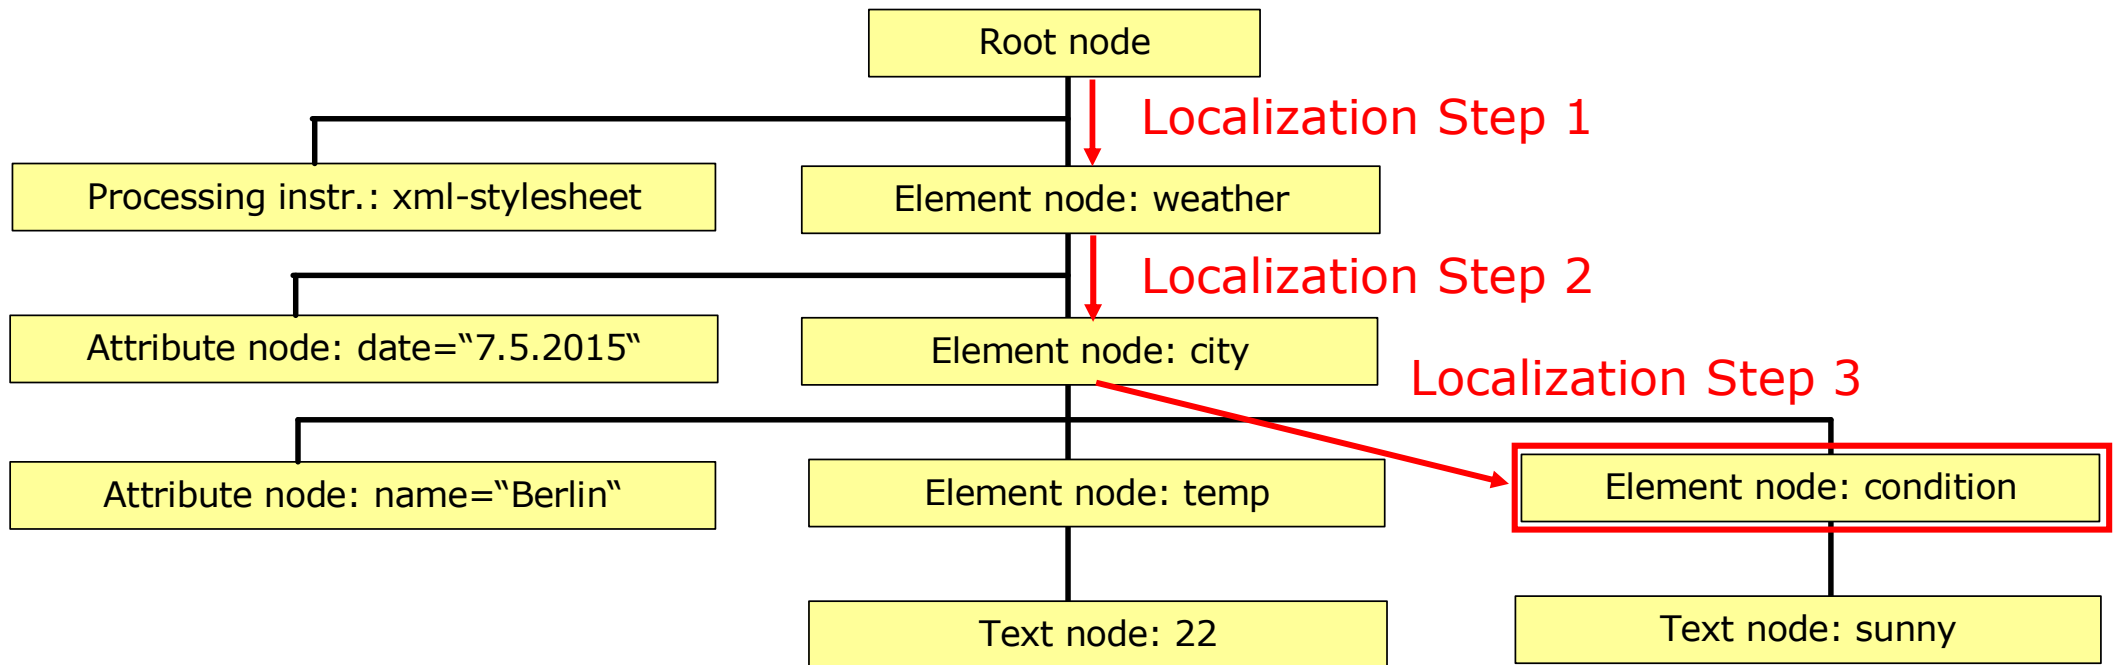 Root node
Localization Step 1
Processing instr.: xml-stylesheet
Element node: weather
Localization Step 2
Attribute node: date=“7.5.2015“
Element node: city
Localization Step 3
Attribute node: name=“Berlin“
Element node: temp
Element node: condition
Text node: 22
Text node: sunny